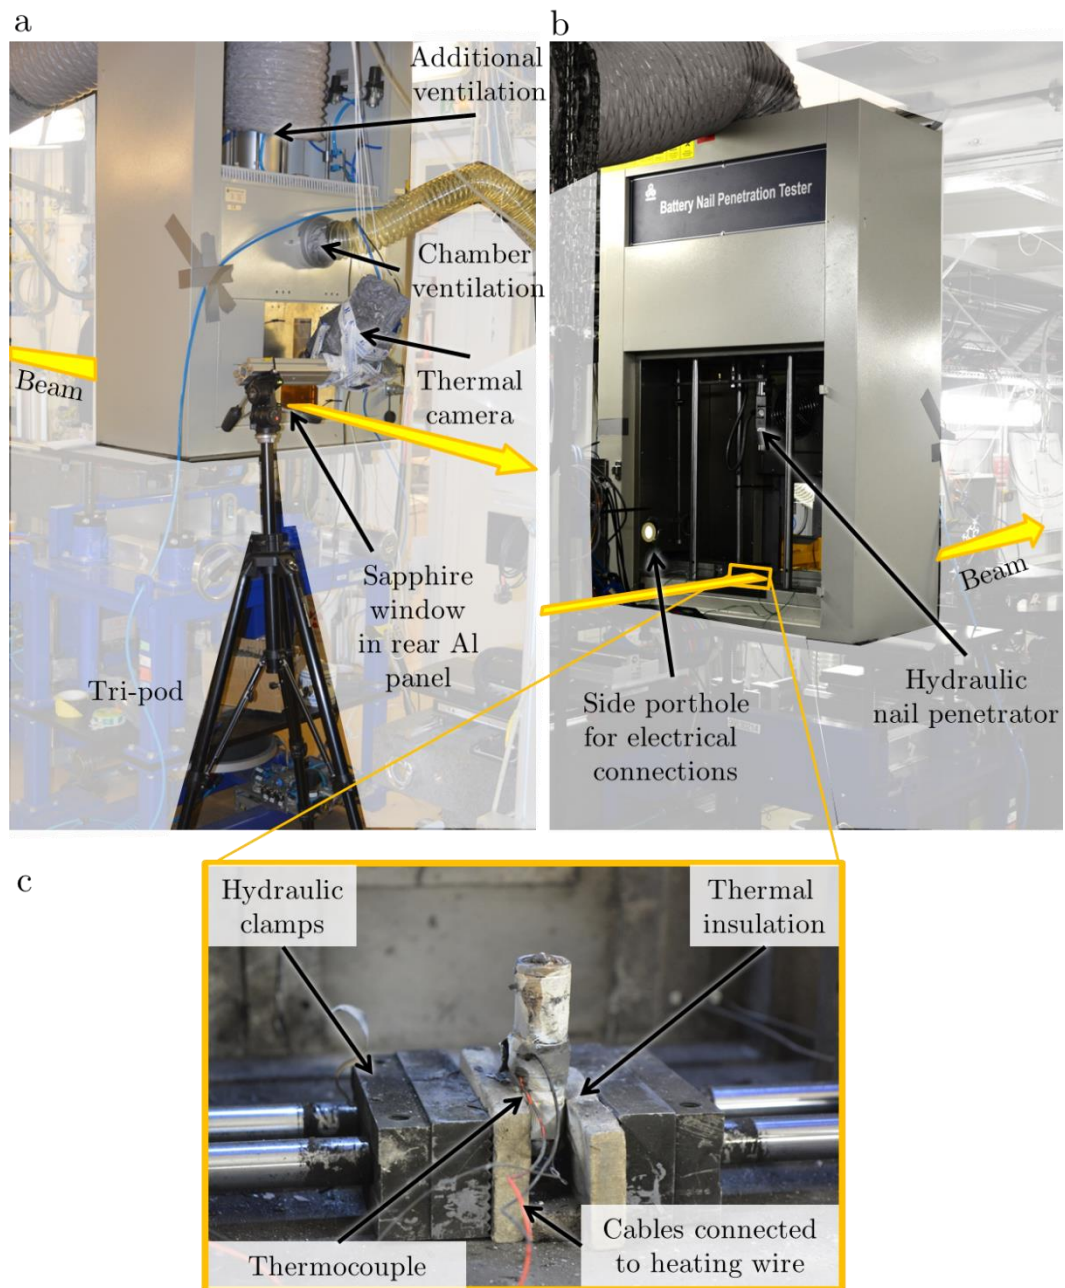 a
Additional
ventilation
Chamber
ventilation
Beam
Thermal
camera
Sapphire
window
in rear Al
panel
Tri-pod
b
Battery Nail Penetration Tester
Beam
Side porthole
for electrical
connections
Hydraulic
nail penetrator
c
Hydraulic
clamps
Thermal
insulation
Thermocouple
Cables connected
to heating wire